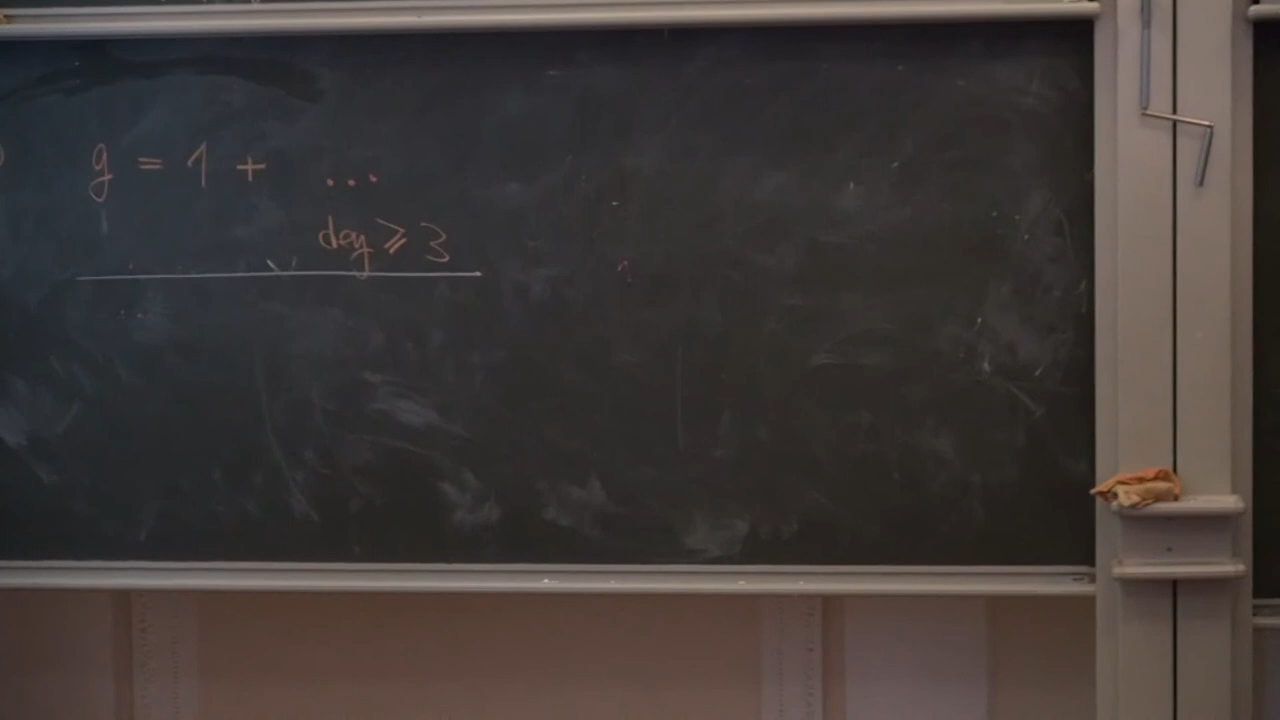 g = 1 + ...
deg ⩾ 3